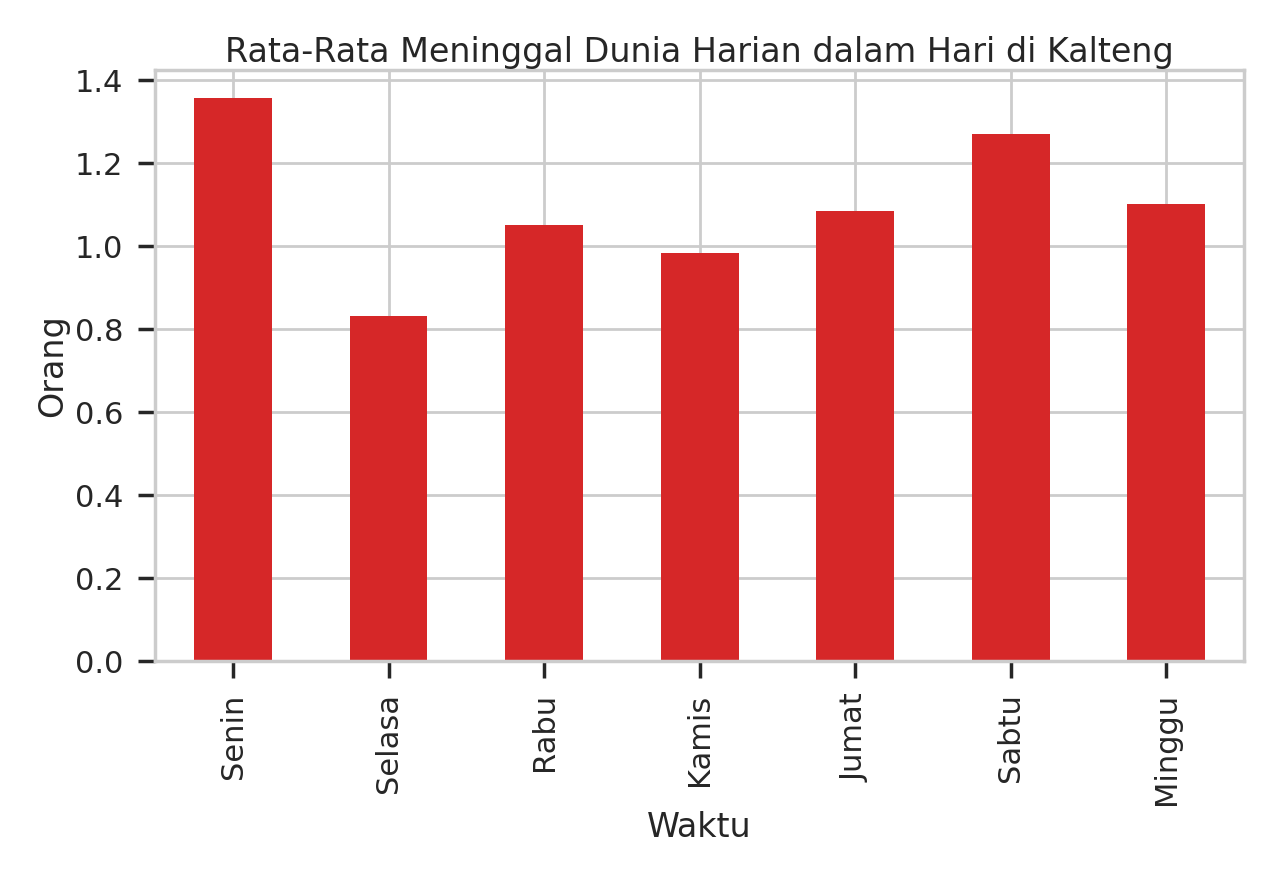 Rata-Rata Meninggal Dunia Harian dalam Hari di Kalteng
1.4
1.2
1.0
0.8
0.6
0.4
0.2
0.0
Orang
Senin
Selasa
Rabu
Kamis
Jumat
Sabtu
Minggu
Waktu